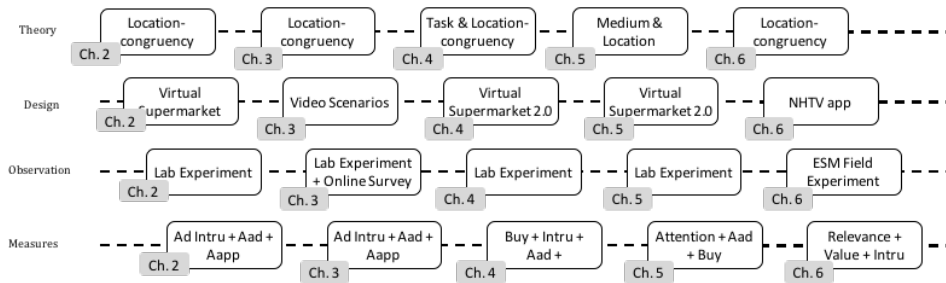 Theory
Location-
congruency
Ch. 2
Location-
congruency
Ch. 3
Task & Location-
congruency
Ch. 4
Medium &
Location
Ch. 5
Location-
congruency
Ch. 6
Design
Virtual
Supermarket
Ch. 2
Video Scenarios
Ch. 3
Virtual
Supermarket 2.0
Ch. 4
Virtual
Supermarket 2.0
Ch. 5
NHTV app
Ch. 6
Observation
Lab Experiment
Ch. 2
Lab Experiment
+ Online Survey
Ch. 3
Lab Experiment
Ch. 4
Lab Experiment
Ch. 5
ESM Field
Experiment
Ch. 6
Measures
Ad Intru + Aad +
Aapp
Ch. 2
Ad Intru + Aad +
Aapp
Ch. 3
Buy + Intru +
Aad +
Ch. 4
Attention + Aad
+ Buy
Ch. 5
Relevance +
Value + Intru
Ch. 6